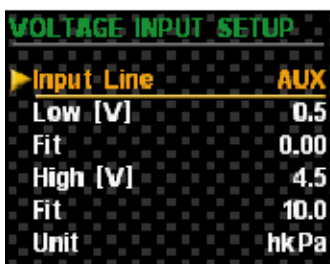 VOLTAGE INPUT SETUP
Input Line AUX
Low [V] 0.5
Fit 0.00
High [V] 4.5
Fit 10.0
Unit hkPa